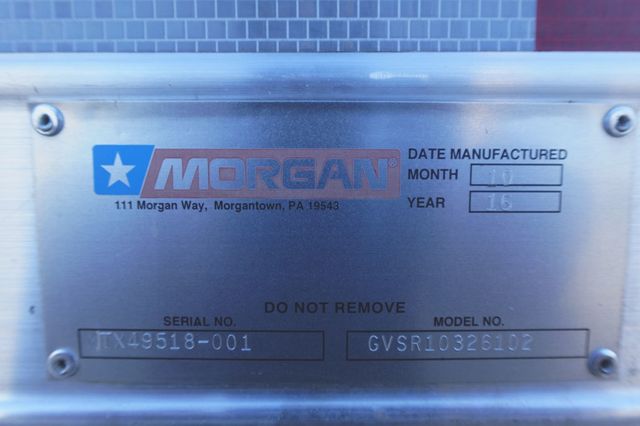 MORGAN®
111 Morgan Way, Morgantown, PA 19543
DATE MANUFACTURED
MONTH 10
YEAR 16
DO NOT REMOVE
SERIAL NO.
TX49518-001
MODEL NO.
GVSR10326102